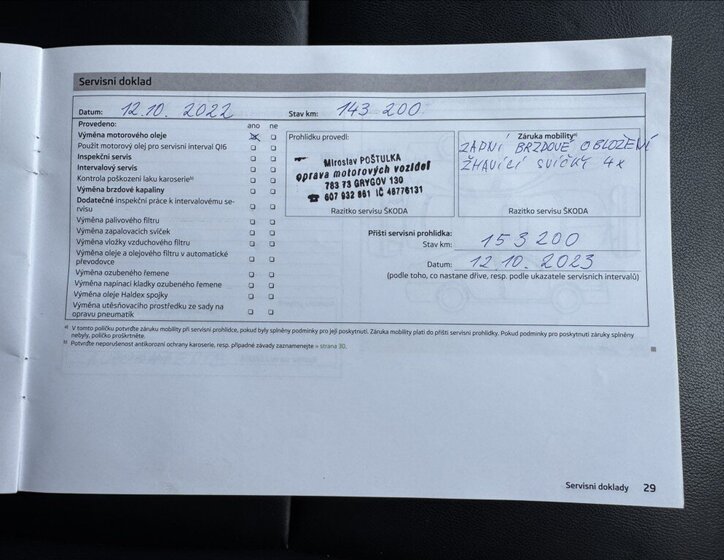 Servisní doklad
Datum: 12.10. 2022 Stav km: 143 200
Provedeno: ano ne
Výměna motorového oleje
Použit motorový olej pro servisní interval QI6
Inspekční servis
Intervalový servis
Kontrola poškození laku karoserieb)
Výměna brzdové kapaliny
Dodatečné inspekční práce k intervalovému se-
rvisu
Výměna palivového filtru
Výměna zapalovacích svíček
Výměna vložky vzduchového filtru
Výměna oleje a olejového filtru v automatické
převodovce
Výměna ozubeného řemene
Výměna napínací kladky ozubeného řemene
Výměna oleje Haldex spojky
Výměna utěsňovacího prostředku ze sady na
opravu pneumatik
Prohlídku provedl:
Miroslav POŠTULKA
oprava motorových vozidel
783 73 GRYGOV 130
☎ 607 932 861 IČ 48776131
Razítko servisu ŠKODA
Záruka mobilitya)
ZADNÍ BRZDOVÉ OBLOŽENÍ
ŽHAVÍCÍ SVÍČKY 4x
Razítko servisu ŠKODA
Příští servisní prohlídka:
Stav km: 153 200
Datum: 12.10. 2023
(podle toho, co nastane dříve, resp. podle ukazatele servisních intervalů)
a) V tomto políčku potvrďte záruku mobility při servisní prohlídce, pokud byly splněny podmínky pro její poskytnutí. Záruka mobility platí do příští servisní prohlídky. Pokud podmínky pro poskytnutí záruky splněny
nebyly, políčko proškrtněte.
b) Potvrďte neporušenost antikorozní ochrany karoserie, resp. případné závady zaznamenejte » strana 30.
Servisní doklady 29